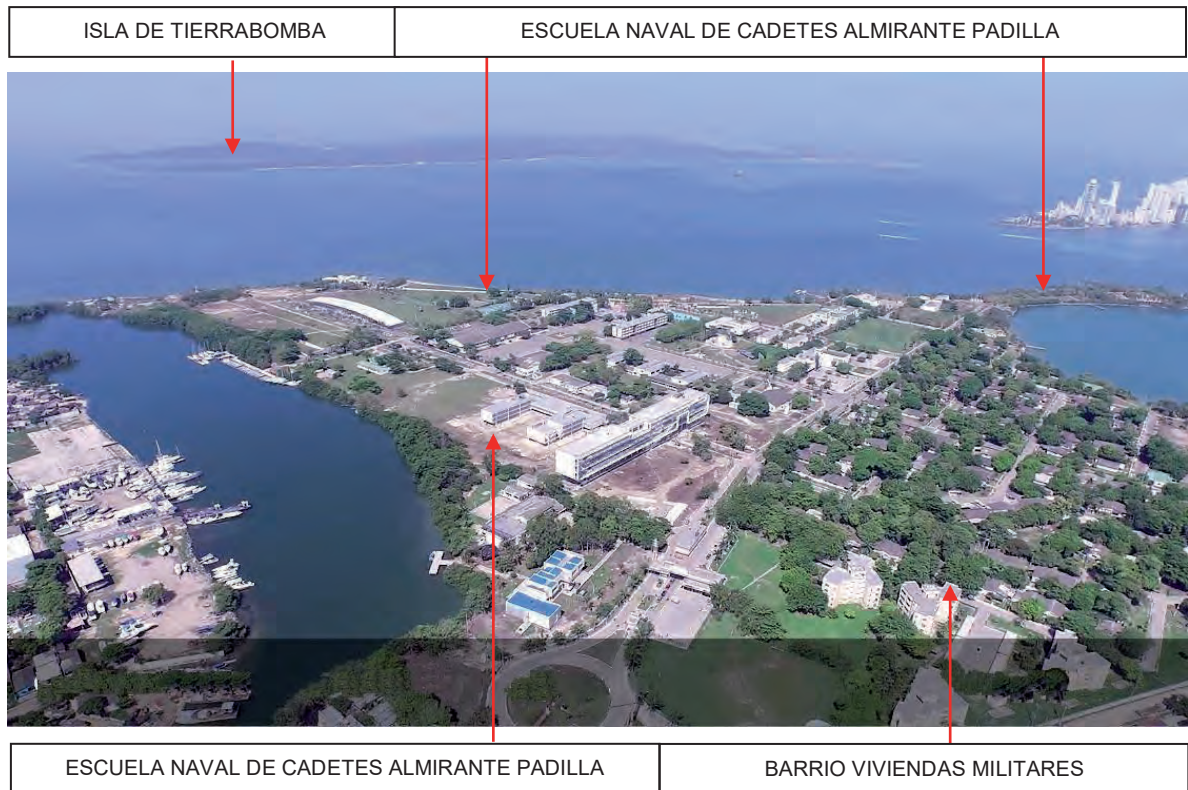 ISLA DE TIERRABOMBA
ESCUELA NAVAL DE CADETES ALMIRANTE PADILLA
ESCUELA NAVAL DE CADETES ALMIRANTE PADILLA
BARRIO VIVIENDAS MILITARES